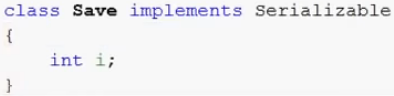 class Save implements Serializable
{
    int i;
}